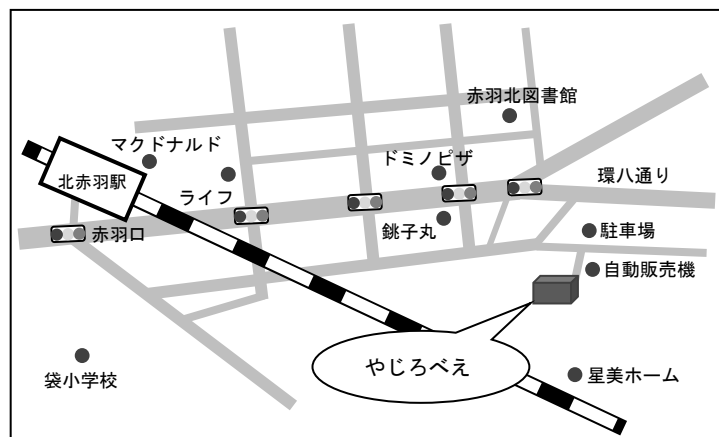 赤羽北図書館
マクドナルド
ドミノピザ
北赤羽駅
ライフ
環八通り
赤羽口
銚子丸
駐車場
自動販売機
やじろべえ
袋小学校
星美ホーム